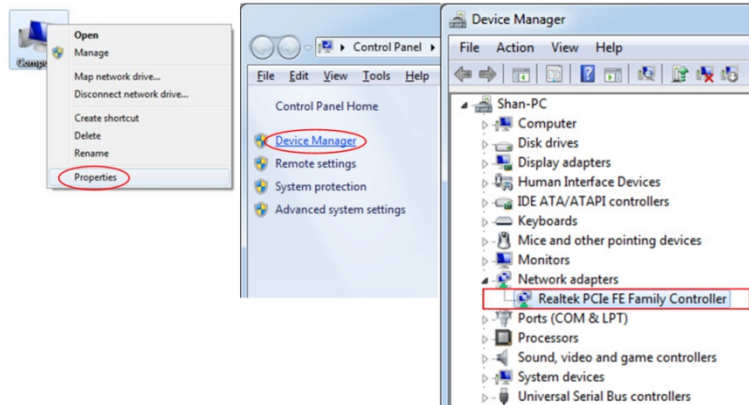 Open
Manage
Map network drive...
Disconnect network drive...
Create shortcut
Delete
Rename
Properties
Control Panel
File Edit View Tools Help
Control Panel Home
Device Manager
Remote settings
System protection
Advanced system settings
Device Manager
File Action View Help
Shan-PC
Computer
Disk drives
Display adapters
Human Interface Devices
IDE ATA/ATAPI controllers
Keyboards
Mice and other pointing devices
Monitors
Network adapters
Realtek PCIe FE Family Controller
Ports (COM & LPT)
Processors
Sound, video and game controllers
System devices
Universal Serial Bus controllers